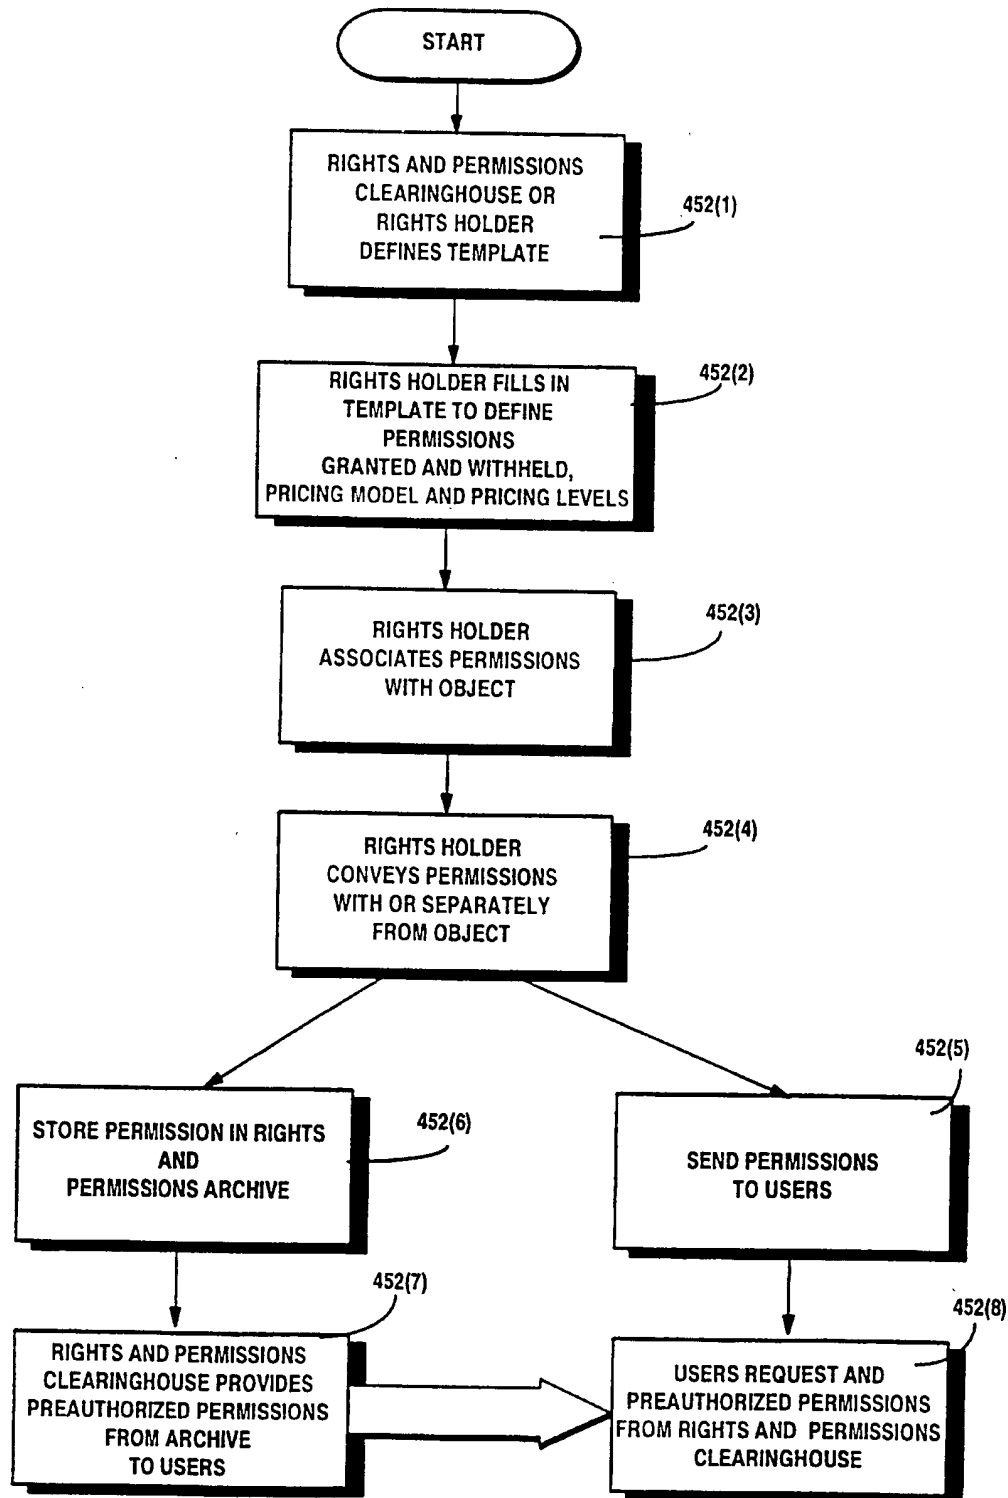 START
RIGHTS AND PERMISSIONS
CLEARINGHOUSE OR
RIGHTS HOLDER
DEFINES TEMPLATE
452(1)
RIGHTS HOLDER FILLS IN
TEMPLATE TO DEFINE
PERMISSIONS
GRANTED AND WITHHELD,
PRICING MODEL AND PRICING LEVELS
452(2)
RIGHTS HOLDER
ASSOCIATES PERMISSIONS
WITH OBJECT
452(3)
RIGHTS HOLDER
CONVEYS PERMISSIONS
WITH OR SEPARATELY
FROM OBJECT
452(4)
STORE PERMISSION IN RIGHTS
AND
PERMISSIONS ARCHIVE
452(6)
SEND PERMISSIONS
TO USERS
452(5)
RIGHTS AND PERMISSIONS
CLEARINGHOUSE PROVIDES
PREAUTHORIZED PERMISSIONS
FROM ARCHIVE
TO USERS
452(7)
USERS REQUEST AND
PREAUTHORIZED PERMISSIONS
FROM RIGHTS AND PERMISSIONS
CLEARINGHOUSE
452(8)